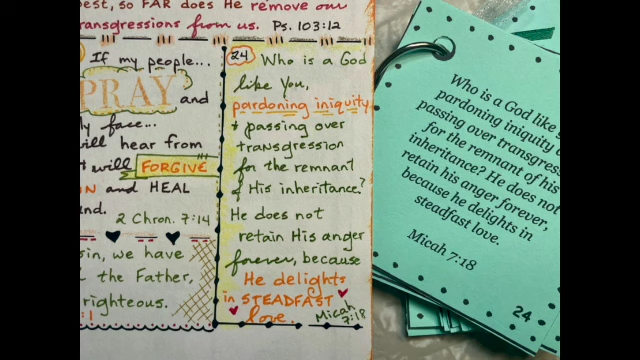 est, so FAR does He remove our
transgressions from us. Ps. 103:12
If my people...
PRAY and
face...
will hear from
will FORGIVE
and HEAL
2 Chron. 7:14
sin, we have
the Father,
righteous.
:1
24 Who is a God
like You,
pardoning iniquity
+ passing over
transgression
for the remnant
of His inheritance?
He does not
retain His anger
forever, because
He delights
in STEADFAST
love. Micah
7:18
Who is a God like
pardoning iniquity
passing over transgress
for the remnant of his
inheritance? He does not
retain his anger forever,
because he delights in
steadfast love.
Micah 7:18
24